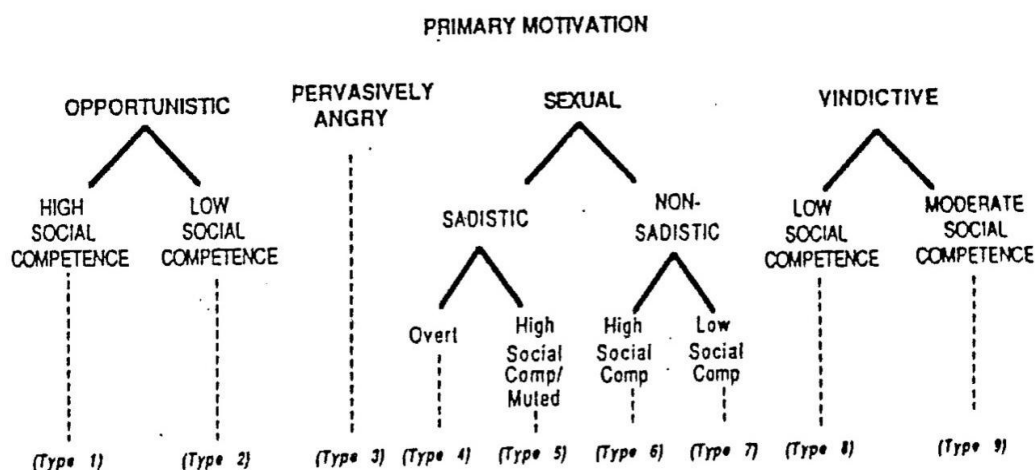 PRIMARY MOTIVATION
OPPORTUNISTIC
PERVASIVELY
ANGRY
SEXUAL
VINDICTIVE
HIGH
SOCIAL
COMPETENCE
LOW
SOCIAL
COMPETENCE
SADISTIC
NON-
SADISTIC
LOW
SOCIAL
COMPETENCE
MODERATE
SOCIAL
COMPETENCE
Overt
High
Social
Comp/
Muted
High
Social
Comp
Low
Social
Comp
(Type 1)
(Type 2)
(Type 3)
(Type 4)
(Type 5)
(Type 6)
(Type 7)
(Type 8)
(Type 9)